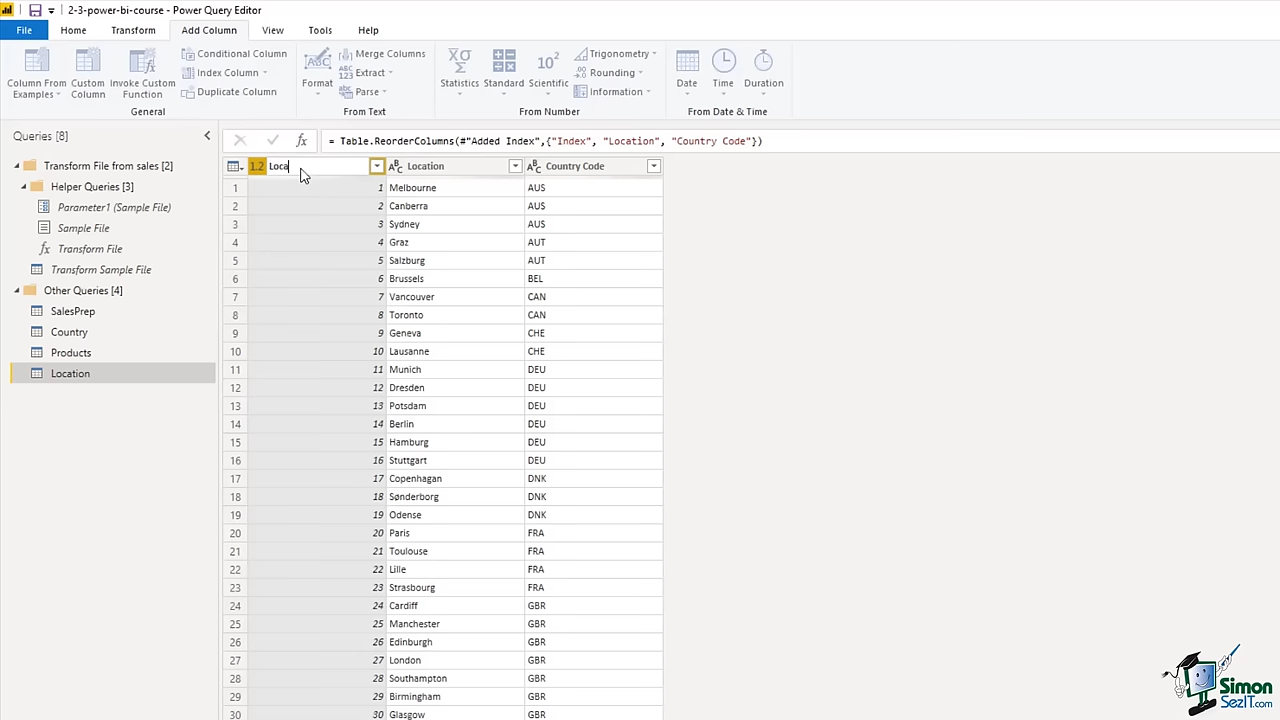 2-3-power-bi-course - Power Query Editor
File Home Transform Add Column View Tools Help
Column From Examples
Custom Column
Invoke Custom Function
Conditional Column
Index Column
Duplicate Column
General
Format
Merge Columns
Extract
Parse
From Text
Statistics
Standard
Scientific
Trigonometry
Rounding
Information
From Number
Date
Time
Duration
From Date & Time
Queries [8]
Transform File from sales [2]
Helper Queries [3]
Parameter1 (Sample File)
Sample File
Transform File
Transform Sample File
Other Queries [4]
SalesPrep
Country
Products
Location
= Table.ReorderColumns(#"Added Index",{"Index", "Location", "Country Code"})
1.2 Loca ABC Location ABC Country Code
1 1 Melbourne AUS
2 2 Canberra AUS
3 3 Sydney AUS
4 4 Graz AUT
5 5 Salzburg AUT
6 6 Brussels BEL
7 7 Vancouver CAN
8 8 Toronto CAN
9 9 Geneva CHE
10 10 Lausanne CHE
11 11 Munich DEU
12 12 Dresden DEU
13 13 Potsdam DEU
14 14 Berlin DEU
15 15 Hamburg DEU
16 16 Stuttgart DEU
17 17 Copenhagan DNK
18 18 Sønderborg DNK
19 19 Odense DNK
20 20 Paris FRA
21 21 Toulouse FRA
22 22 Lille FRA
23 23 Strasbourg FRA
24 24 Cardiff GBR
25 25 Manchester GBR
26 26 Edinburgh GBR
27 27 London GBR
28 28 Southampton GBR
29 29 Birmingham GBR
30 30 Glasgow GBR
Simon
SezIT.com